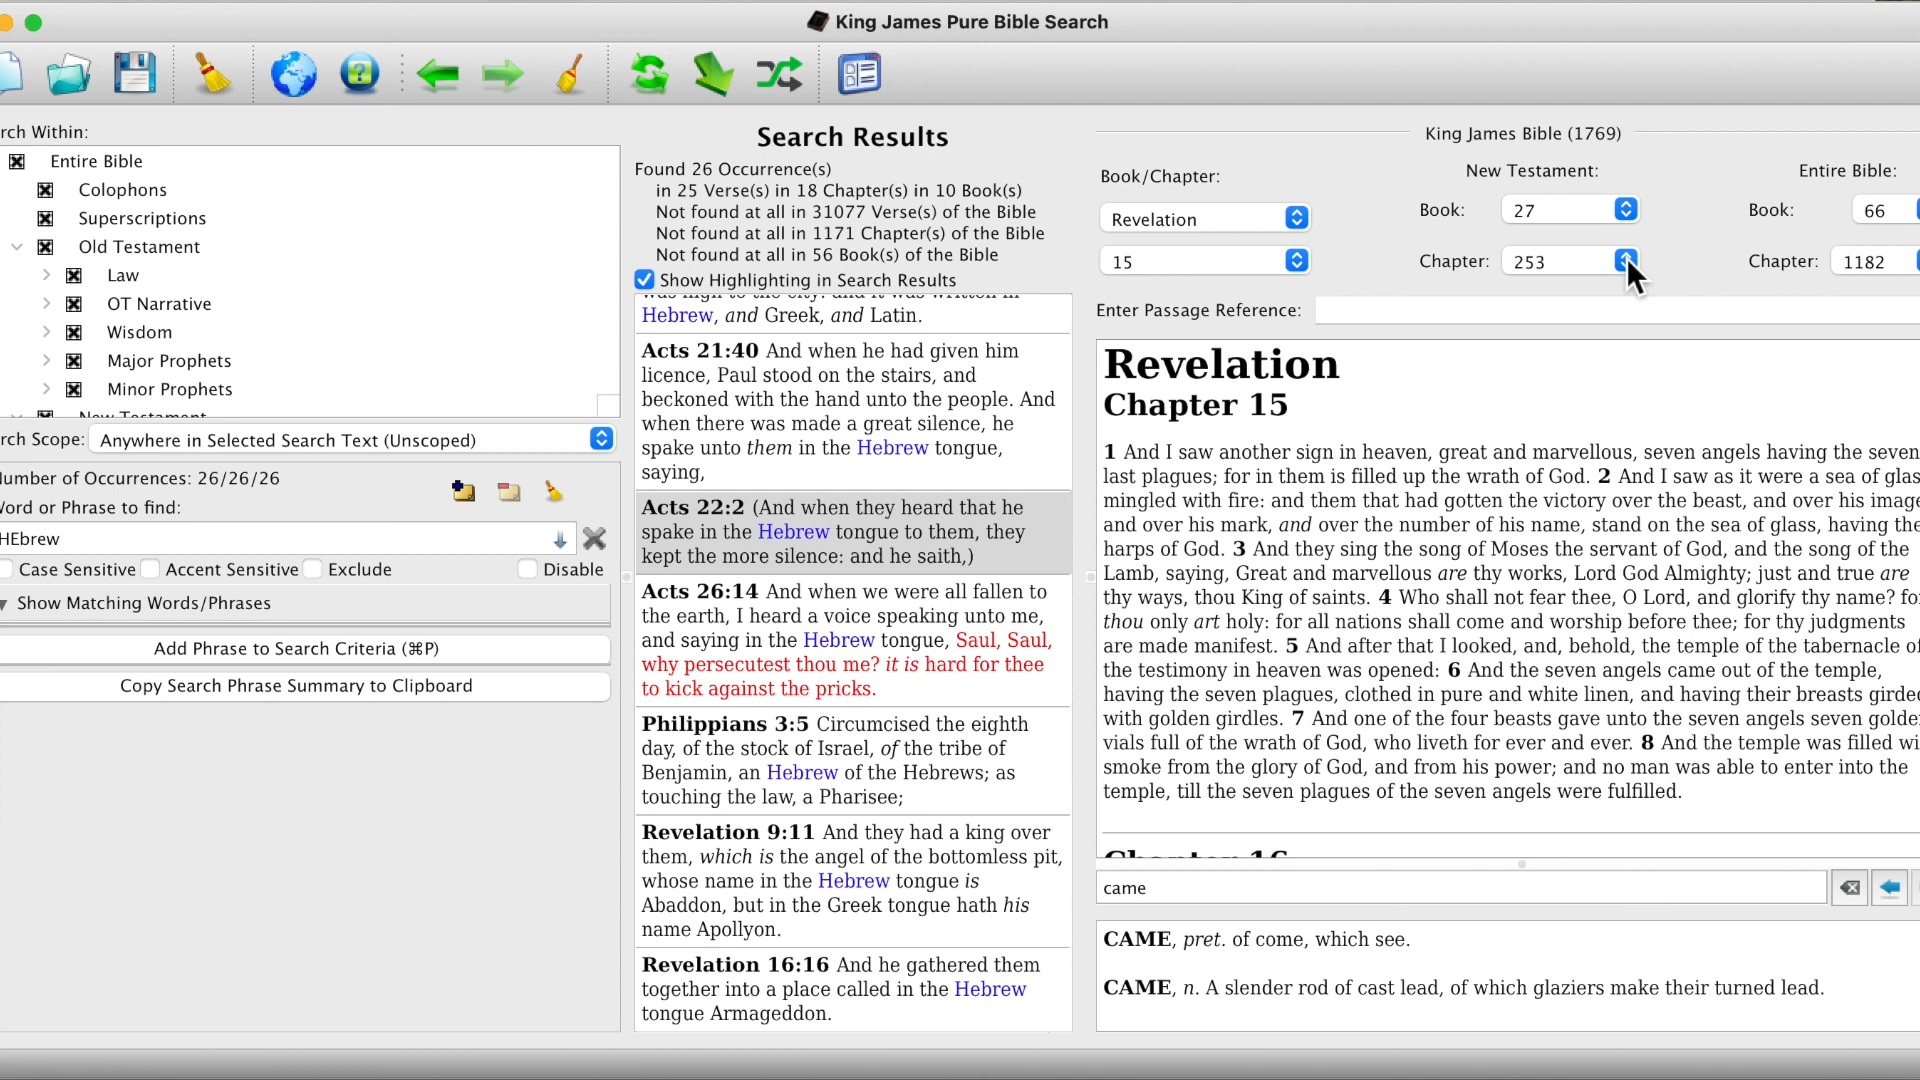 King James Pure Bible Search
rch Within:
Entire Bible
Colophons
Superscriptions
Old Testament
Law
OT Narrative
Wisdom
Major Prophets
Minor Prophets
New Testament
rch Scope: Anywhere in Selected Search Text (Unscoped)
umber of Occurrences: 26/26/26
ord or Phrase to find:
HEbrew
Case Sensitive Accent Sensitive Exclude Disable
Show Matching Words/Phrases
Add Phrase to Search Criteria (⌘P)
Copy Search Phrase Summary to Clipboard
Search Results
Found 26 Occurrence(s)
in 25 Verse(s) in 18 Chapter(s) in 10 Book(s)
Not found at all in 31077 Verse(s) of the Bible
Not found at all in 1171 Chapter(s) of the Bible
Not found at all in 56 Book(s) of the Bible
Show Highlighting in Search Results
was nigh to the city: and it was written in
Hebrew, and Greek, and Latin.
Acts 21:40 And when he had given him
licence, Paul stood on the stairs, and
beckoned with the hand unto the people. And
when there was made a great silence, he
spake unto them in the Hebrew tongue,
saying,
Acts 22:2 (And when they heard that he
spake in the Hebrew tongue to them, they
kept the more silence: and he saith,)
Acts 26:14 And when we were all fallen to
the earth, I heard a voice speaking unto me,
and saying in the Hebrew tongue, Saul, Saul,
why persecutest thou me? it is hard for thee
to kick against the pricks.
Philippians 3:5 Circumcised the eighth
day, of the stock of Israel, of the tribe of
Benjamin, an Hebrew of the Hebrews; as
touching the law, a Pharisee;
Revelation 9:11 And they had a king over
them, which is the angel of the bottomless pit,
whose name in the Hebrew tongue is
Abaddon, but in the Greek tongue hath his
name Apollyon.
Revelation 16:16 And he gathered them
together into a place called in the Hebrew
tongue Armageddon.
King James Bible (1769)
Book/Chapter: New Testament: Entire Bible:
Revelation Book: 27 Book: 66
15 Chapter: 253 Chapter: 1182
Enter Passage Reference:
Revelation
Chapter 15
1 And I saw another sign in heaven, great and marvellous, seven angels having the seven
last plagues; for in them is filled up the wrath of God. 2 And I saw as it were a sea of glas
mingled with fire: and them that had gotten the victory over the beast, and over his image
and over his mark, and over the number of his name, stand on the sea of glass, having the
harps of God. 3 And they sing the song of Moses the servant of God, and the song of the
Lamb, saying, Great and marvellous are thy works, Lord God Almighty; just and true are
thy ways, thou King of saints. 4 Who shall not fear thee, O Lord, and glorify thy name? fo
thou only art holy: for all nations shall come and worship before thee; for thy judgments
are made manifest. 5 And after that I looked, and, behold, the temple of the tabernacle of
the testimony in heaven was opened: 6 And the seven angels came out of the temple,
having the seven plagues, clothed in pure and white linen, and having their breasts girde
with golden girdles. 7 And one of the four beasts gave unto the seven angels seven golde
vials full of the wrath of God, who liveth for ever and ever. 8 And the temple was filled wi
smoke from the glory of God, and from his power; and no man was able to enter into the
temple, till the seven plagues of the seven angels were fulfilled.
Chapter 16
came
CAME, pret. of come, which see.
CAME, n. A slender rod of cast lead, of which glaziers make their turned lead.